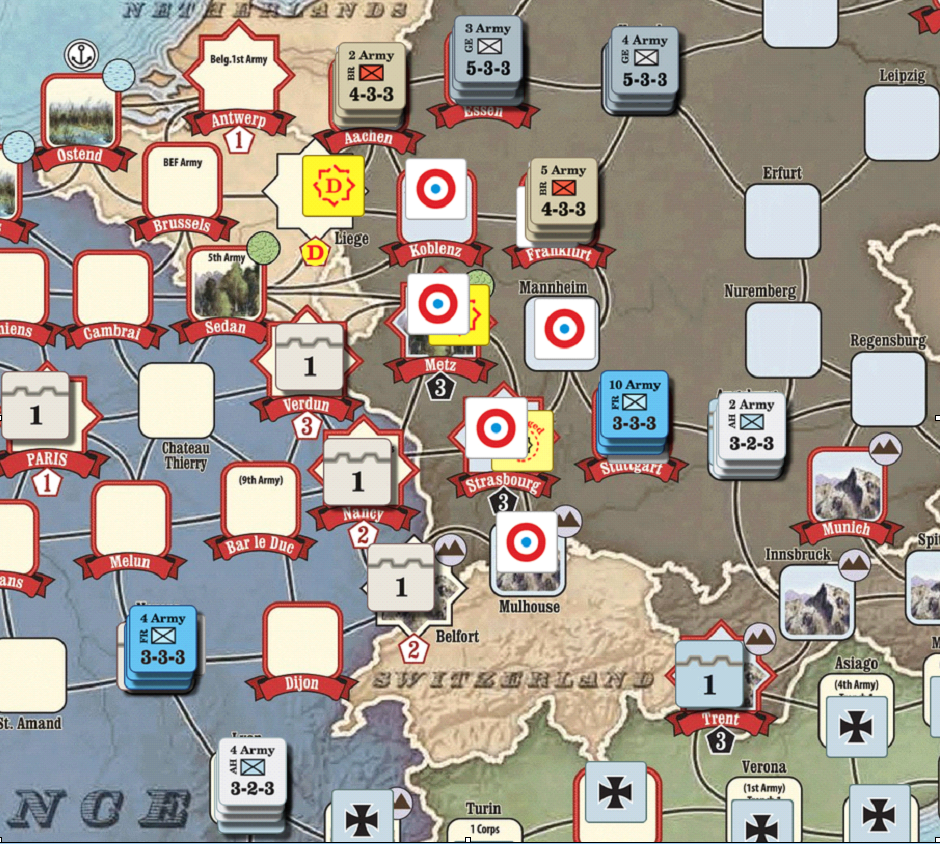 NETHERLANDS
Belg.1st Army
Antwerp
1
2 Army
BR
4-3-3
Aachen
3 Army
GE
5-3-3
Essen
4 Army
GE
5-3-3
Leipzig
Ostend
BEF Army
Brussels
D
D
Liege
Koblenz
5 Army
BR
4-3-3
Frankfurt
Erfurt
5th Army
Sedan
Cambrai
Metz
3
Mannheim
Nuremberg
Regensburg
1
PARIS
1
Chateau
Thierry
1
Verdun
3
Strasbourg
3
10 Army
FR
3-3-3
Stuttgart
2 Army
AH
3-2-3
Munich
Melun
(9th Army)
Bar le Duc
1
Nancy
2
1
Belfort
2
Mulhouse
Innsbruck
4 Army
FR
3-3-3
Dijon
SWITZERLAND
1
Trent
3
Asiago
(4th Army)
St. Amand
4 Army
AH
3-2-3
NCE
Turin
1 Corps
Verona
(1st Army)